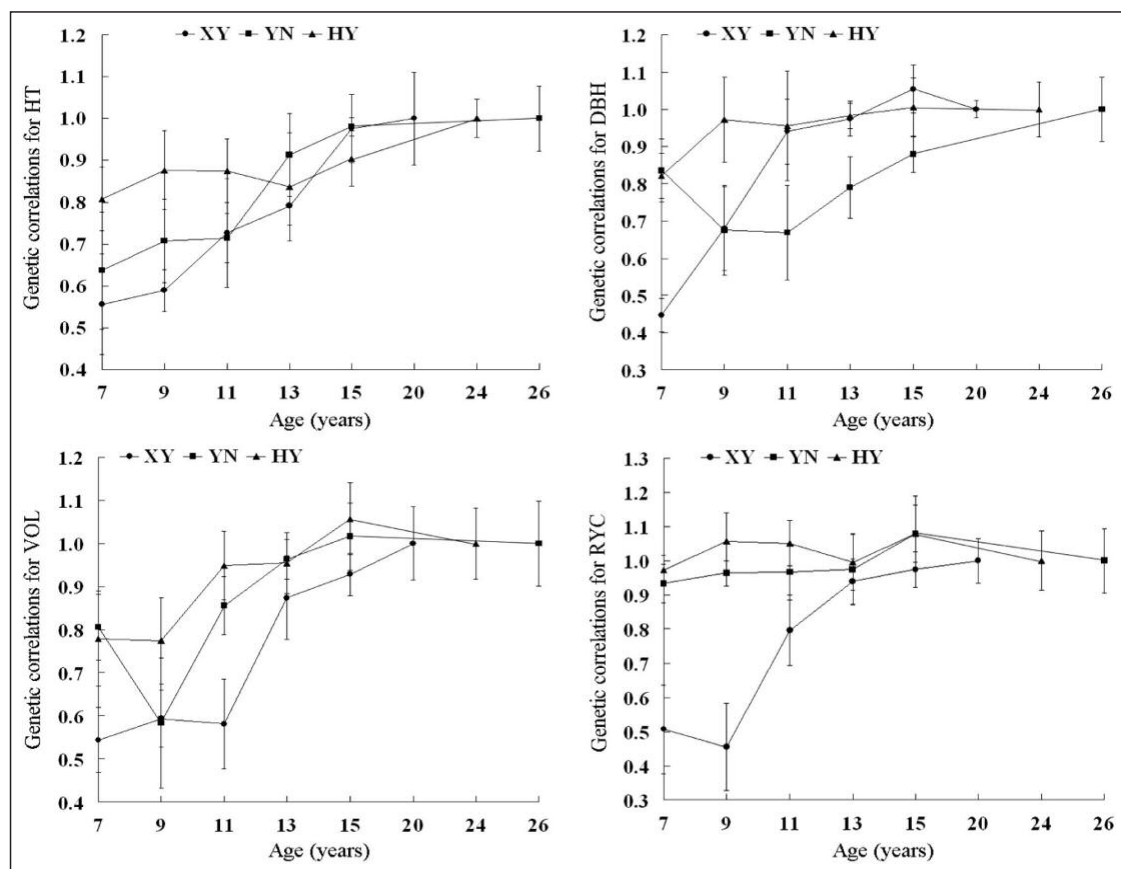 XY YN HY
Genetic correlations for HT
1.2
1.1
1.0
0.9
0.8
0.7
0.6
0.5
0.4
7 9 11 13 15 20 24 26
Age (years)
XY YN HY
Genetic correlations for DBH
1.2
1.1
1.0
0.9
0.8
0.7
0.6
0.5
0.4
0.3
7 9 11 13 15 20 24 26
Age (years)
XY YN HY
Genetic correlations for VOL
1.2
1.1
1.0
0.9
0.8
0.7
0.6
0.5
0.4
7 9 11 13 15 20 24 26
Age (years)
XY YN HY
Genetic correlations for RYC
1.3
1.2
1.1
1.0
0.9
0.8
0.7
0.6
0.5
0.4
0.3
7 9 11 13 15 20 24 26
Age (years)